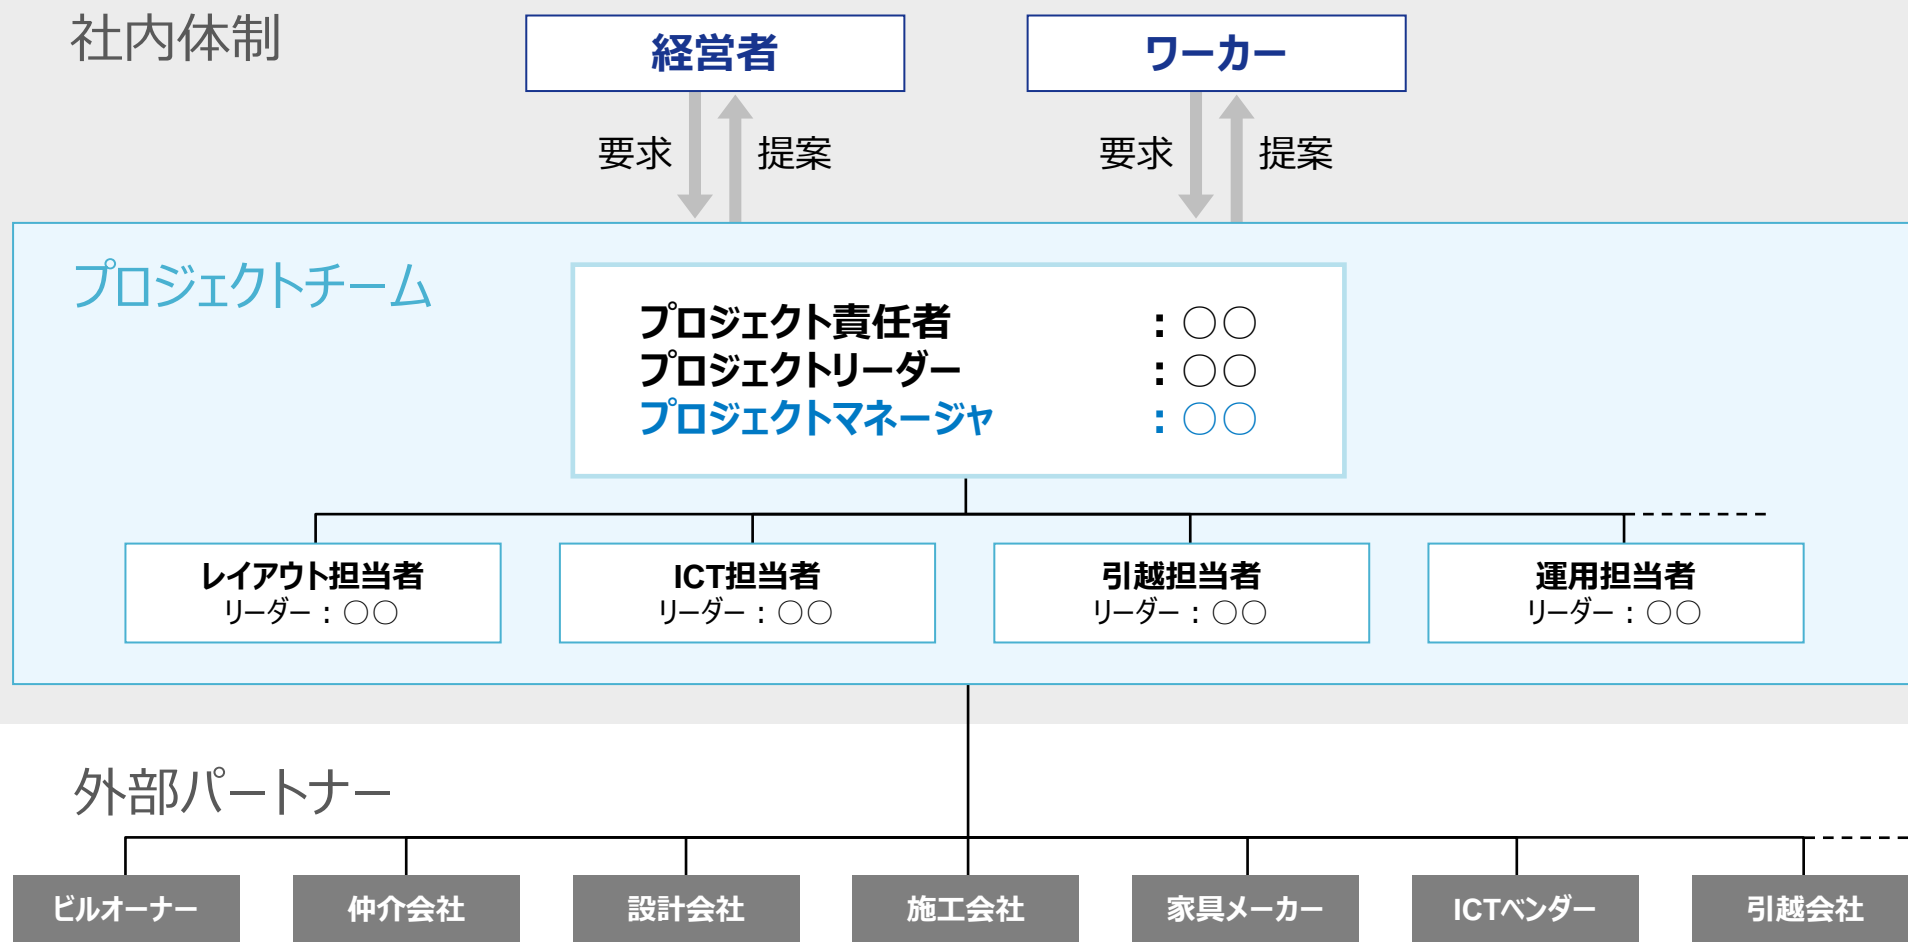 社内体制
経営者
ワーカー
要求
提案
要求
提案
プロジェクトチーム
プロジェクト責任者 ：○○
プロジェクトリーダー ：○○
プロジェクトマネージャ ：○○
レイアウト担当者
リーダー：○○
ICT担当者
リーダー：○○
引越担当者
リーダー：○○
運用担当者
リーダー：○○
外部パートナー
ビルオーナー
仲介会社
設計会社
施工会社
家具メーカー
ICTベンダー
引越会社